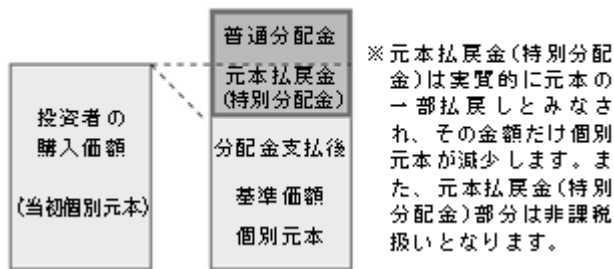 投資者の
購入価額
(当初個別元本)
普通分配金
元本払戻金
(特別分配金)
分配金支払後
基準価額
個別元本
※元本払戻金(特別分配
金)は実質的に元本の
一部払戻しとみなさ
れ、その金額だけ個別
元本が減少します。ま
た、元本払戻金(特別
分配金)部分は非課税
扱いとなります。